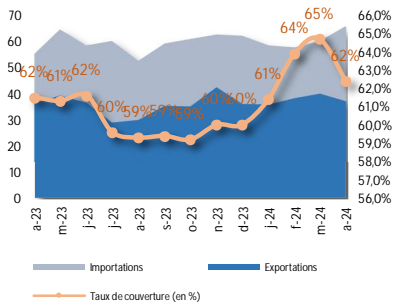 70 66,0%
60 65,0%
50 64,0%
40 63,0%
30 62,0%
20 61,0%
10 60,0%
0 59,0%
58,0%
57,0%
56,0%
62% 61% 62% 60% 59% 59% 59% 60% 60% 61% 64% 65% 62%
a-23 m-23 j-23 j-23 a-23 s-23 o-23 n-23 d-23 j-24 f-24 m-24 a-24
Importations Exportations
Taux de couverture (en %)